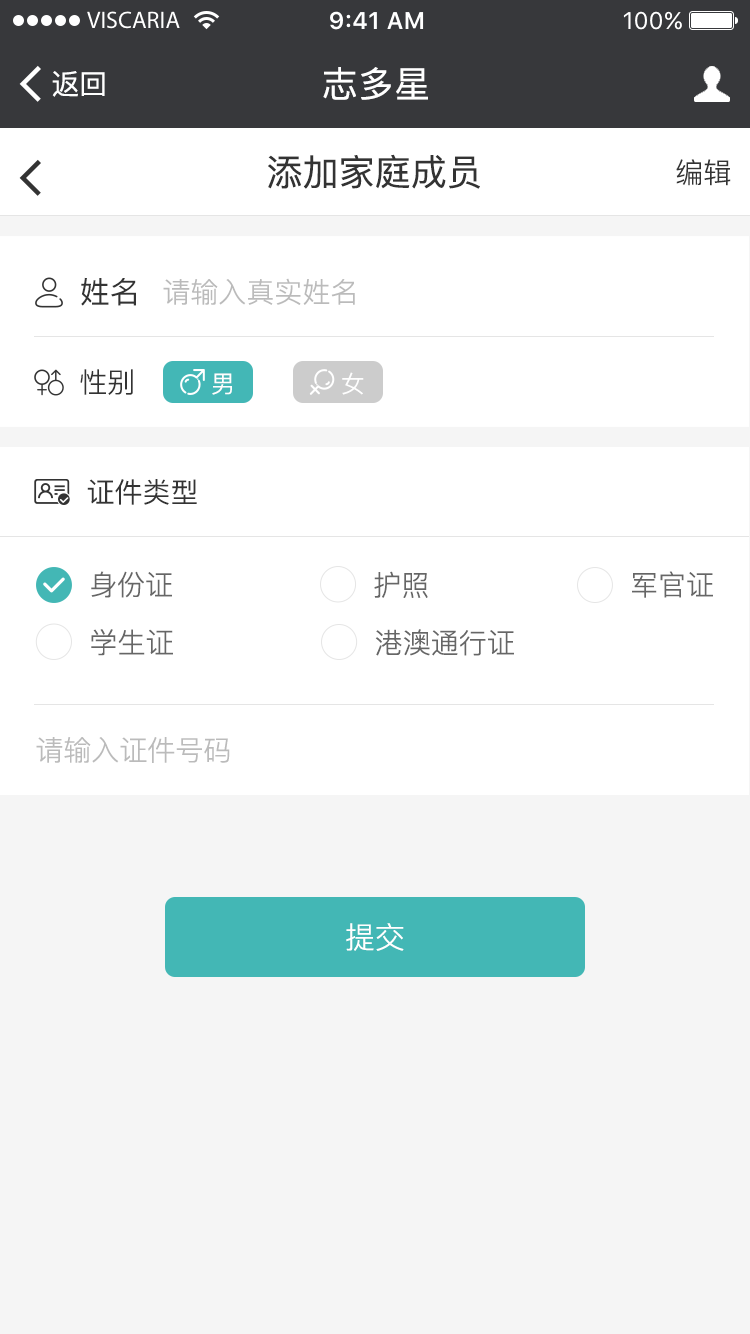 VISCARIA 9:41 AM 100%
返回 志多星
添加家庭成员 编辑
姓名 请输入真实姓名
性别 男 女
证件类型
身份证 护照 军官证
学生证 港澳通行证
请输入证件号码
提交